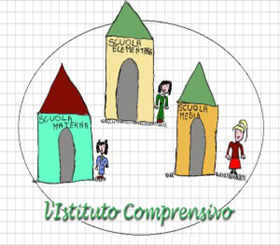 SCUOLA
ELEMENTARE
SCUOLA
MATERNA
SCUOLA
MEDIA
l'Istituto Comprensivo